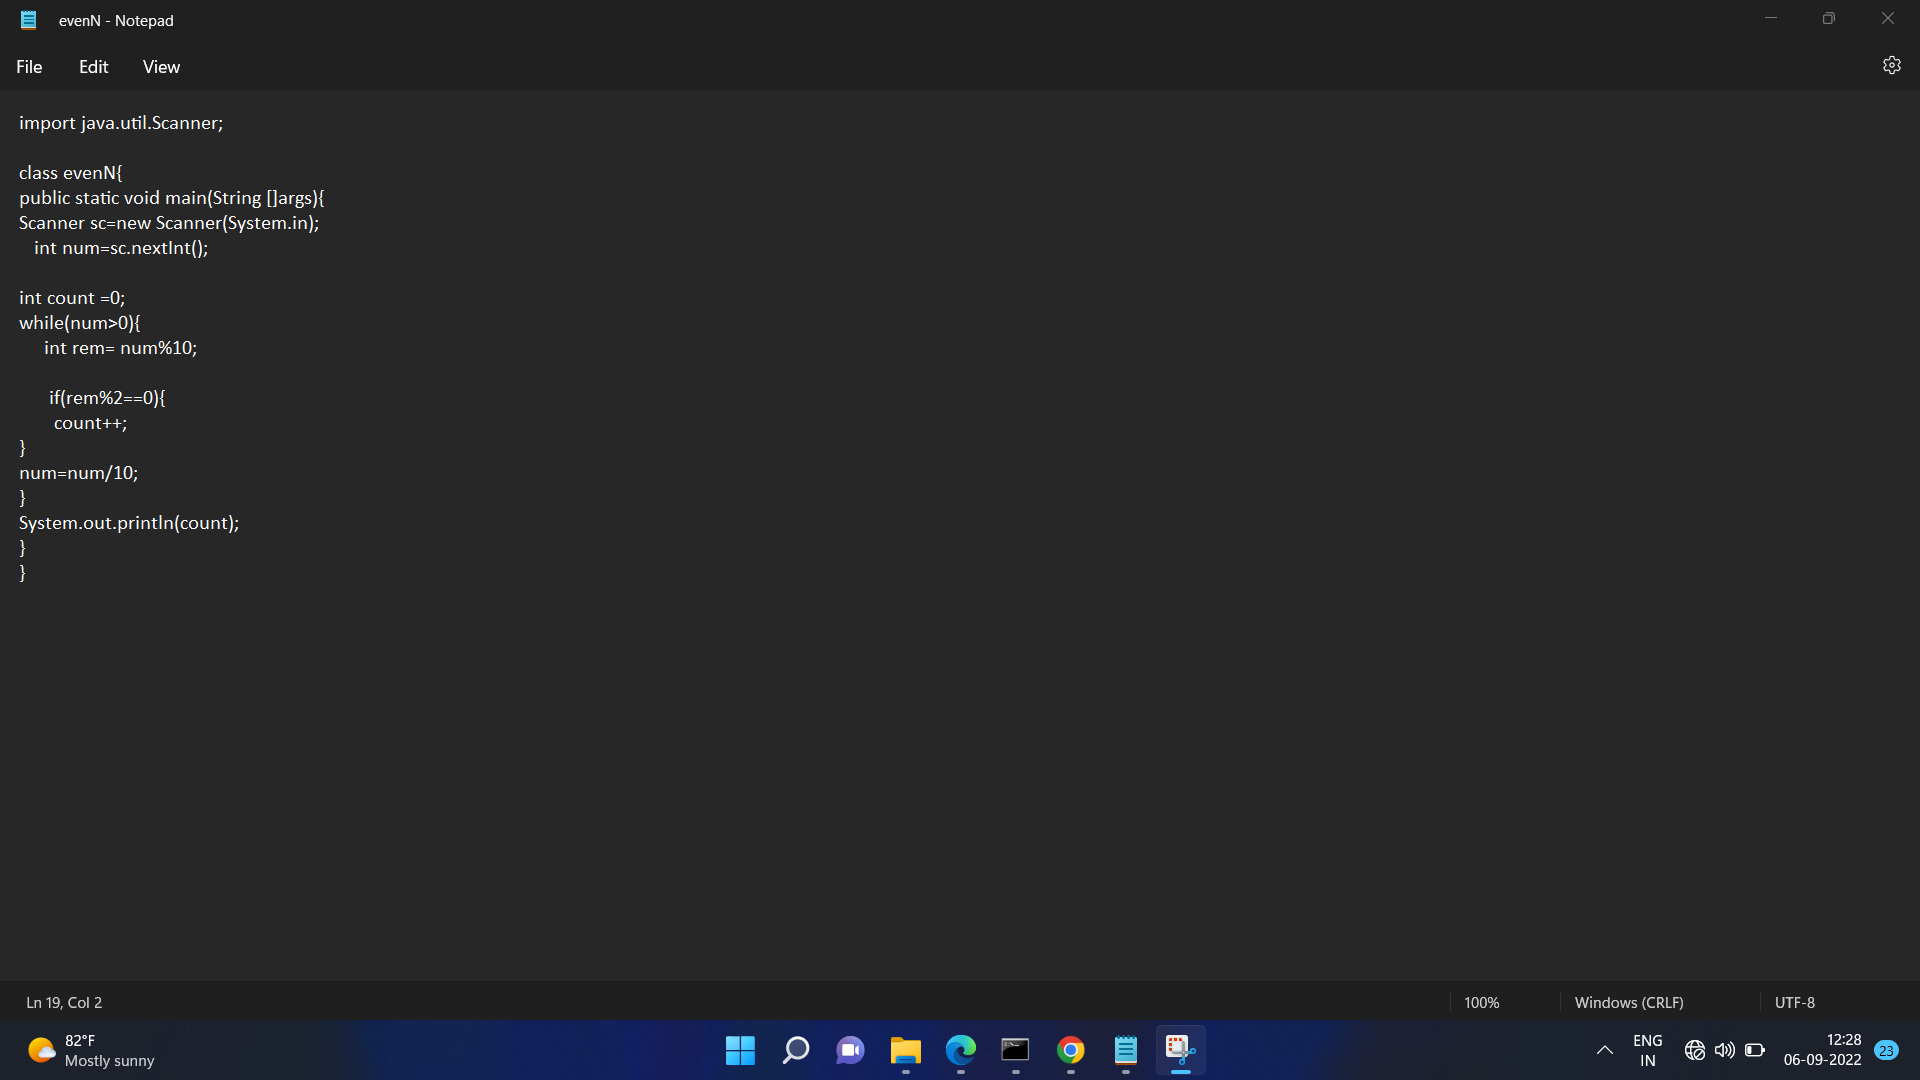 evenN - Notepad
File Edit View
import java.util.Scanner;
class evenN{
public static void main(String []args){
Scanner sc=new Scanner(System.in);
int num=sc.nextInt();
int count =0;
while(num>0){
int rem= num%10;
if(rem%2==0){
count++;
}
num=num/10;
}
System.out.println(count);
}
}
Ln 19, Col 2 100% Windows (CRLF) UTF-8
82°F
Mostly sunny
ENG
IN
12:28
06-09-2022
23